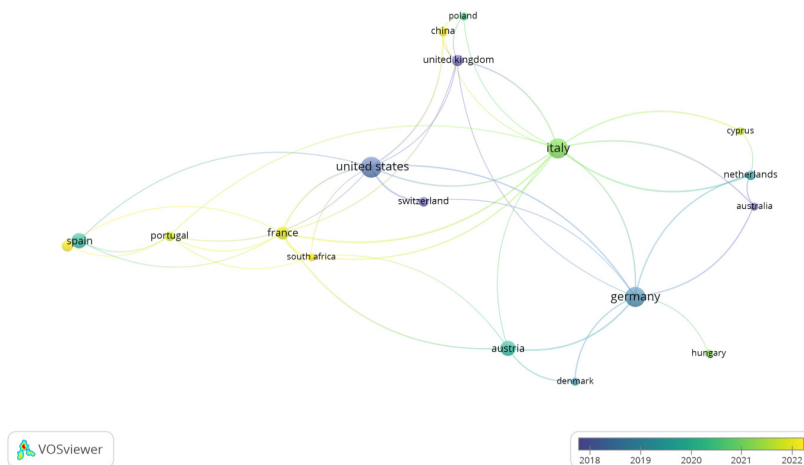 poland
china
united kingdom
italy
cyprus
united states
netherlands
switzerland
australia
spain
portugal
france
south africa
germany
austria
hungary
denmark
VOSviewer
2018 2019 2020 2021 2022